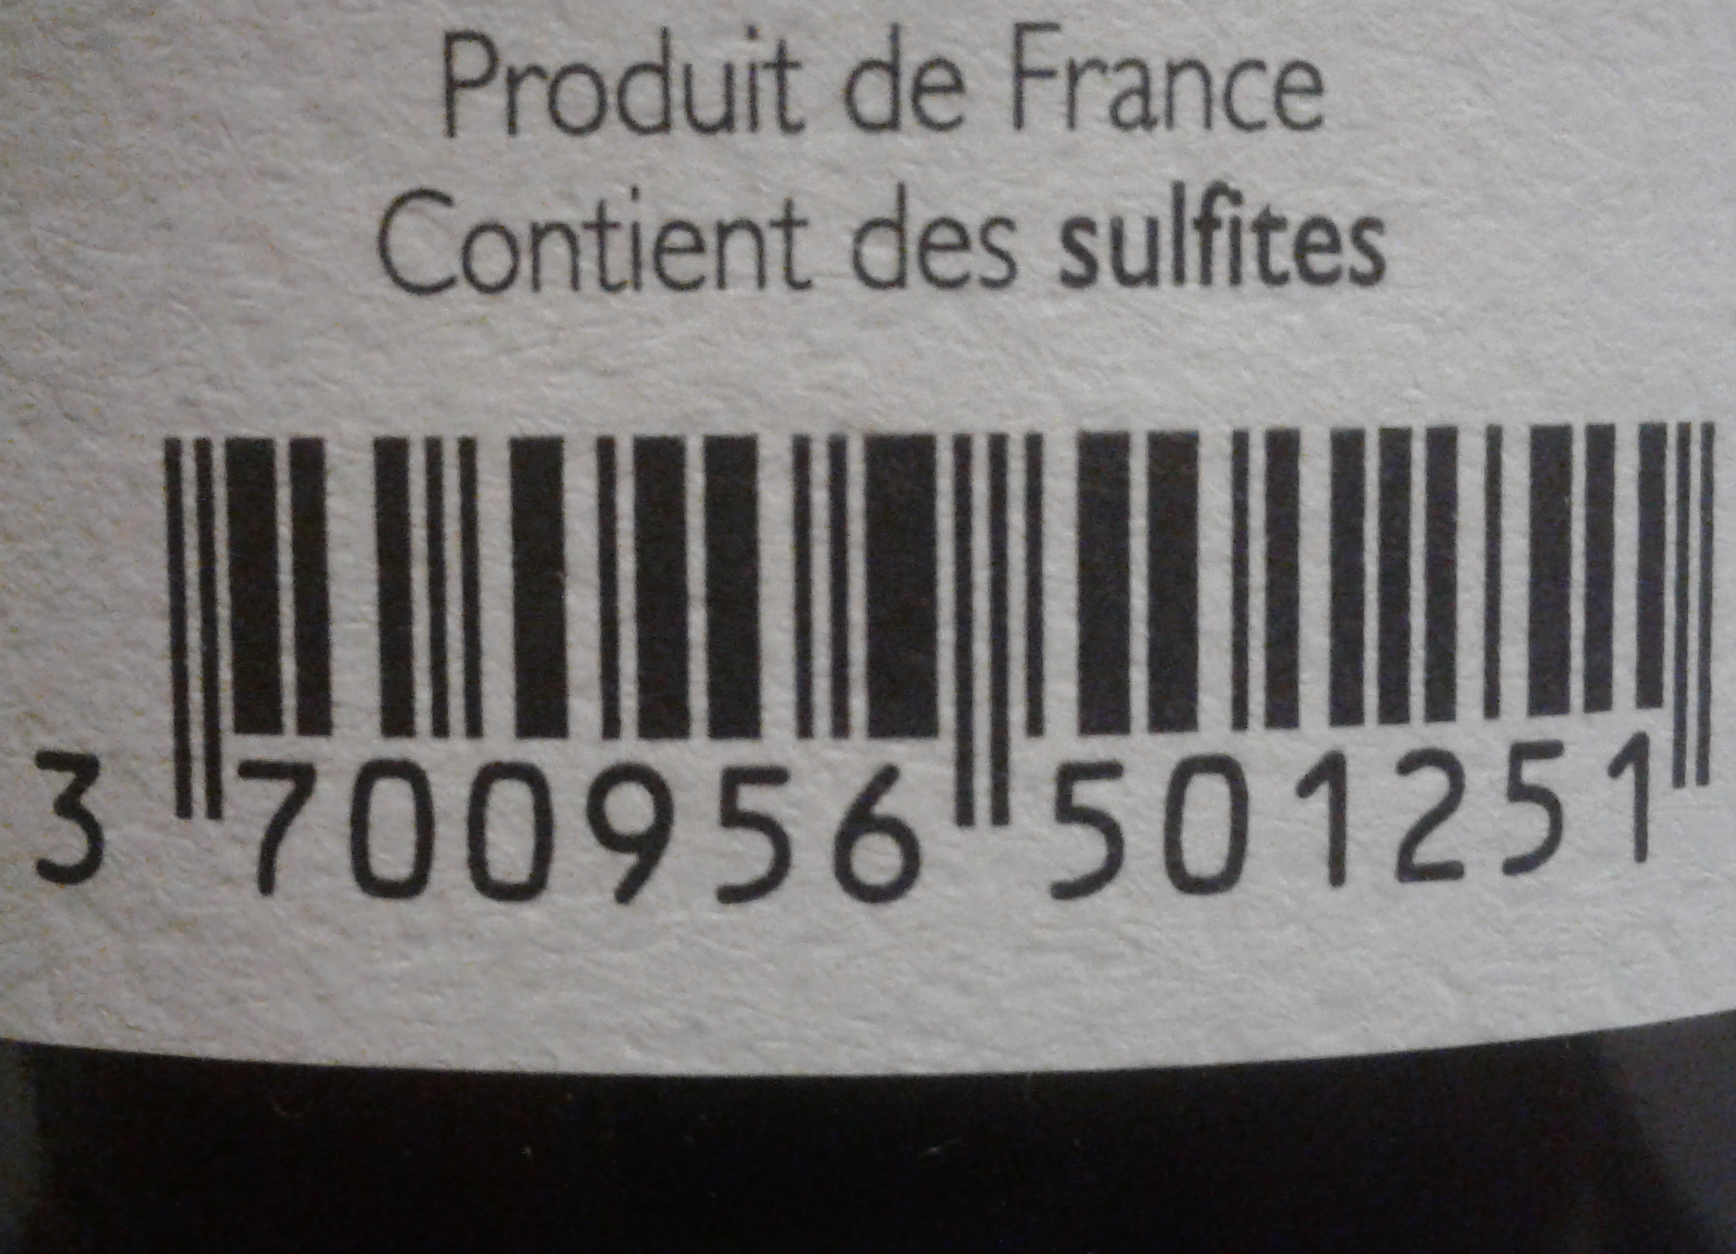 Produit de France
Contient des sulfites
3 700956 501251